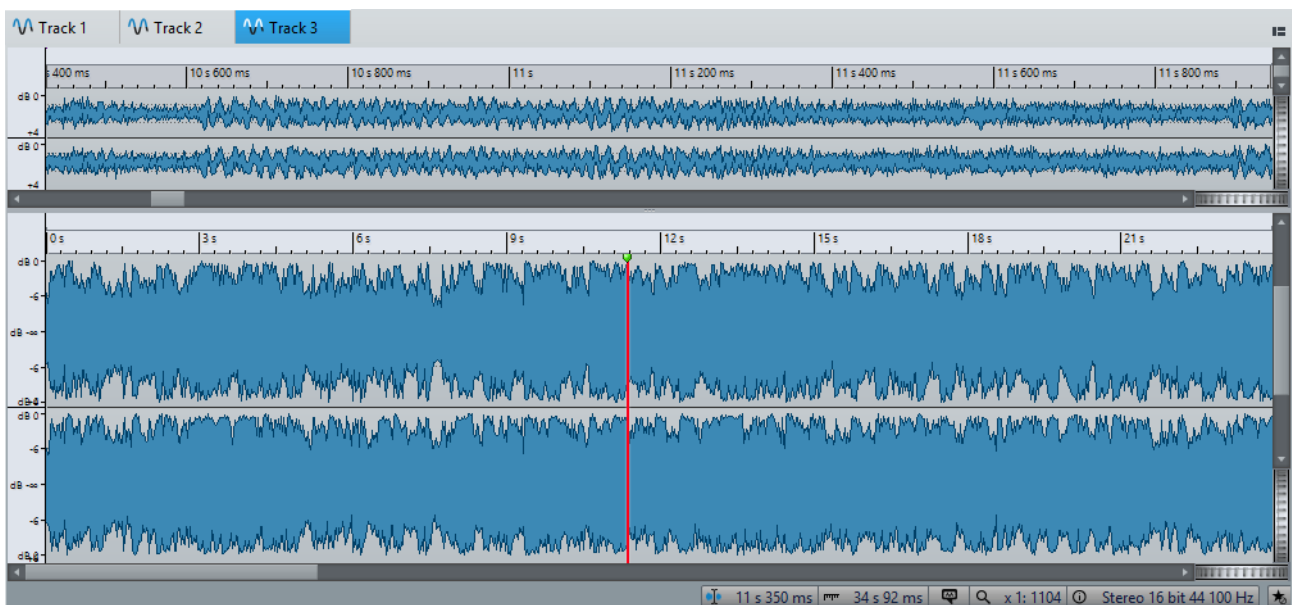 Track 1 Track 2 Track 3
s 400 ms 10 s 600 ms 10 s 800 ms 11 s 11 s 200 ms 11 s 400 ms 11 s 600 ms 11 s 800 ms
dB 0
+4
dB 0
+4
0 s 3 s 6 s 9 s 12 s 15 s 18 s 21 s
dB 0
-6
dB -∞
-6
dB 0
-6
dB -∞
-6
11 s 350 ms 34 s 92 ms x 1: 1104 Stereo 16 bit 44 100 Hz